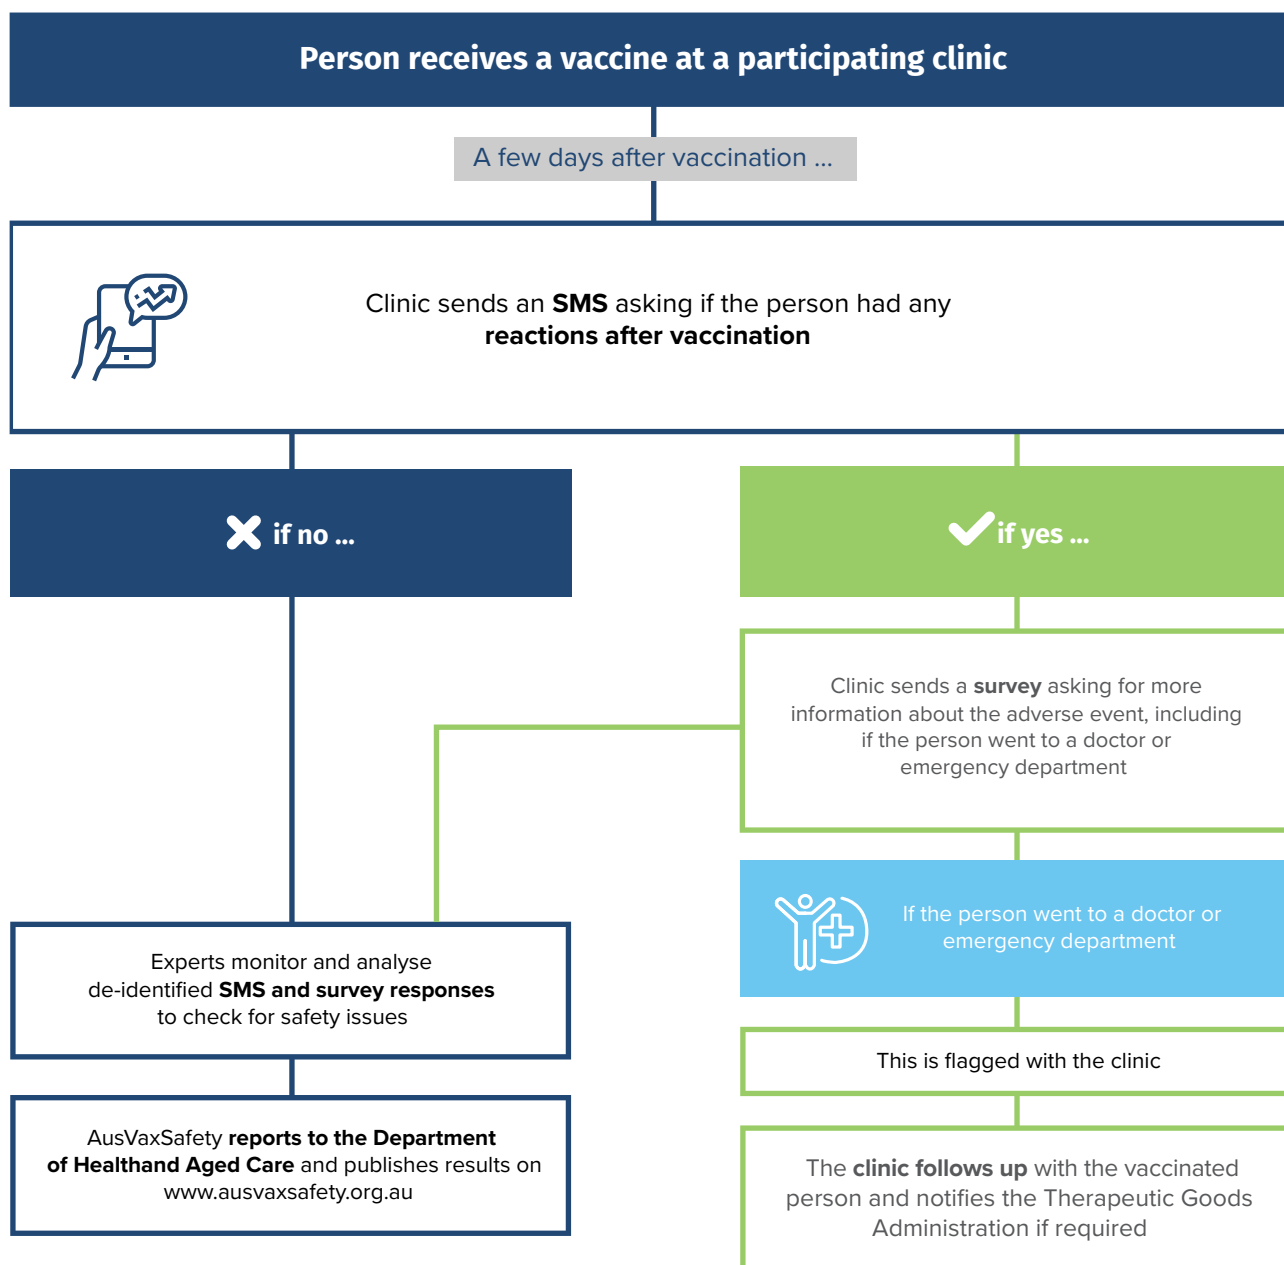 Person receives a vaccine at a participating clinic
A few days after vaccination ...
Clinic sends an SMS asking if the person had any
reactions after vaccination
if no ...
if yes ...
Clinic sends a survey asking for more
information about the adverse event, including
if the person went to a doctor or
emergency department
If the person went to a doctor or
emergency department
Experts monitor and analyse
de-identified SMS and survey responses
to check for safety issues
This is flagged with the clinic
AusVaxSafety reports to the Department
of Healthand Aged Care and publishes results on
www.ausvaxsafety.org.au
The clinic follows up with the vaccinated
person and notifies the Therapeutic Goods
Administration if required